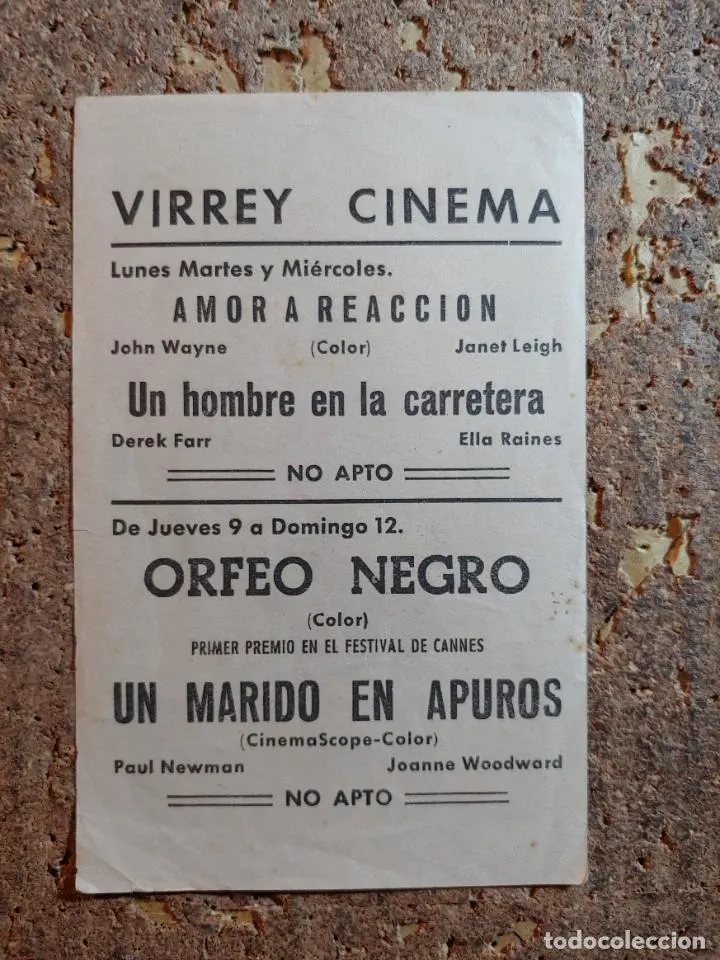 VIRREY CINEMA
Lunes Martes y Miércoles.
AMOR A REACCION
John Wayne (Color) Janet Leigh
Un hombre en la carretera
Derek Farr Ella Raines
NO APTO
De Jueves 9 a Domingo 12.
ORFEO NEGRO
(Color)
PRIMER PREMIO EN EL FESTIVAL DE CANNES
UN MARIDO EN APUROS
(CinemaScope-Color)
Paul Newman Joanne Woodward
NO APTO
todocoleccion